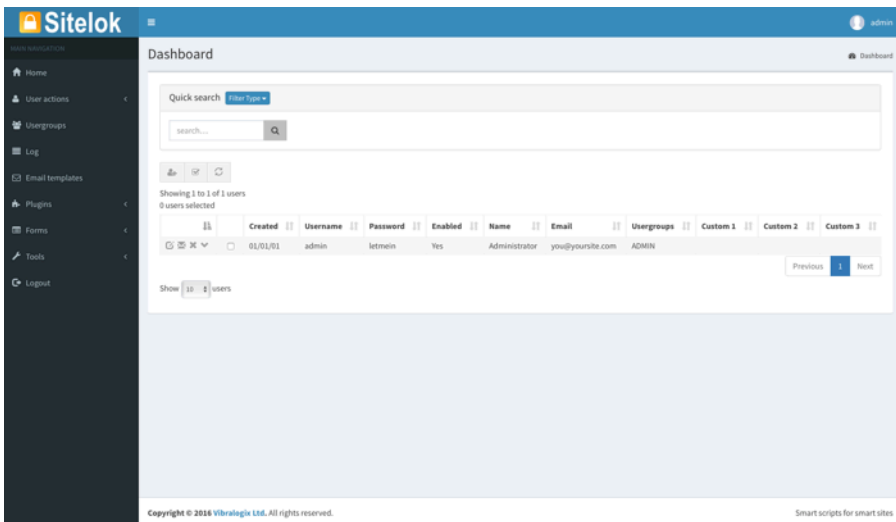 Sitelok
admin
MAIN NAVIGATION
Dashboard
Dashboard
Home
User actions
Usergroups
Log
Email templates
Plugins
Forms
Tools
Logout
Quick search Filter Type
search...
Showing 1 to 1 of 1 users
0 users selected
Created Username Password Enabled Name Email Usergroups Custom 1 Custom 2 Custom 3
01/01/01 admin letmein Yes Administrator you@yoursite.com ADMIN
Previous 1 Next
Show 10 users
Copyright © 2016 Vibralogix Ltd. All rights reserved.
Smart scripts for smart sites